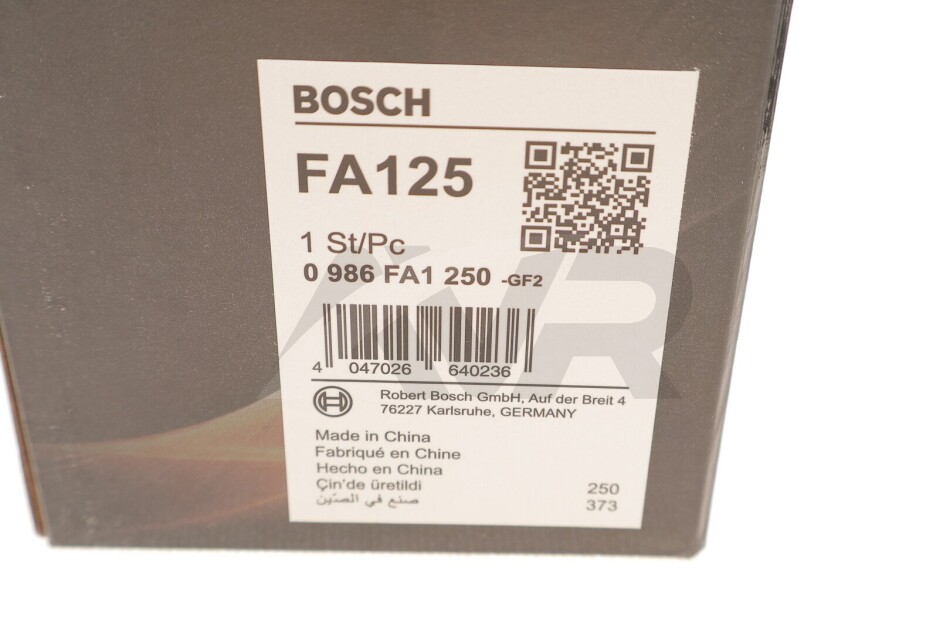 BOSCH
FA125
1 St/Pc
0 986 FA1 250 -GF2
4 047026 640236
Robert Bosch GmbH, Auf der Breit 4
76227 Karlsruhe, GERMANY
Made in China
Fabriqué en Chine
Hecho en China
Çin'de üretildi
صنع في الصين
250
373
AVR